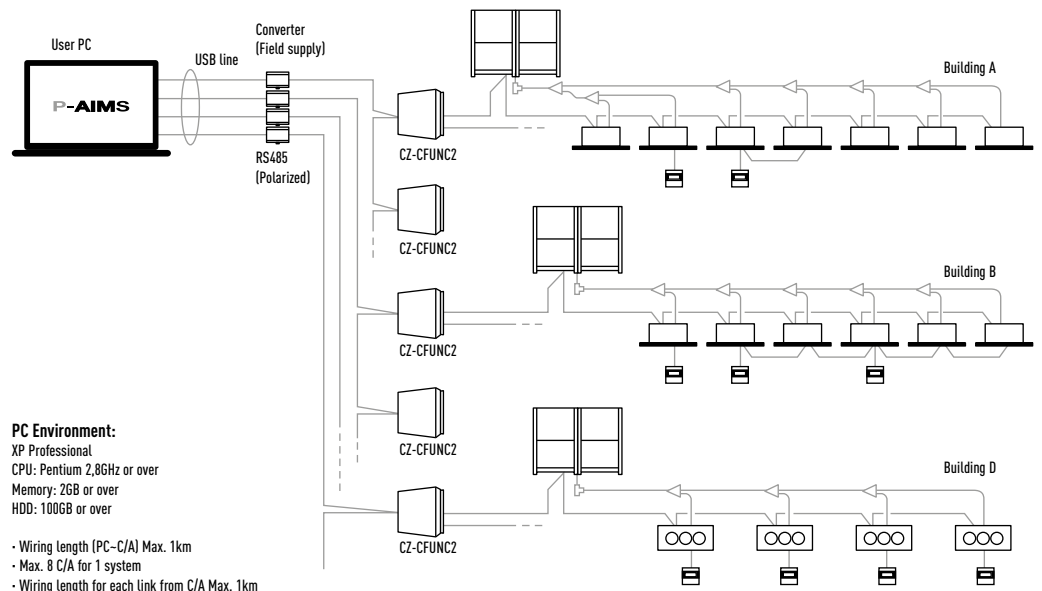 User PC
P-AIMS
USB line
Converter
(Field supply)
RS485
(Polarized)
CZ-CFUNC2
Building A
CZ-CFUNC2
CZ-CFUNC2
Building B
CZ-CFUNC2
CZ-CFUNC2
Building D
PC Environment:
XP Professional
CPU: Pentium 2,8GHz or over
Memory: 2GB or over
HDD: 100GB or over
· Wiring length (PC~C/A) Max. 1km
· Max. 8 C/A for 1 system
· Wiring length for each link from C/A Max. 1km